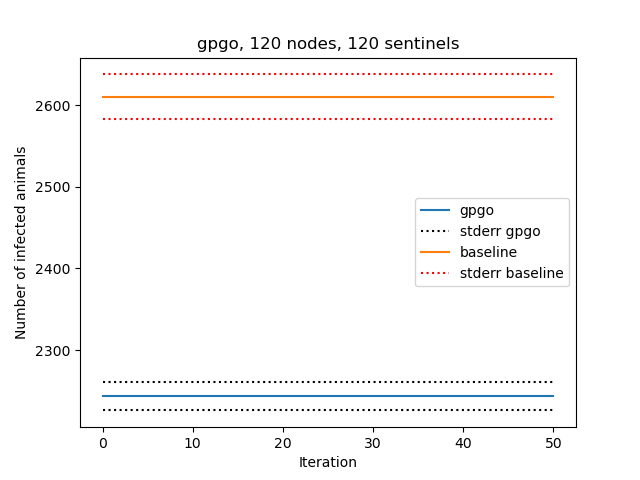 gpgo, 120 nodes, 120 sentinels
Number of infected animals
2600
2500
2400
2300
gpgo
stderr gpgo
baseline
stderr baseline
0
10
20
30
40
50
Iteration